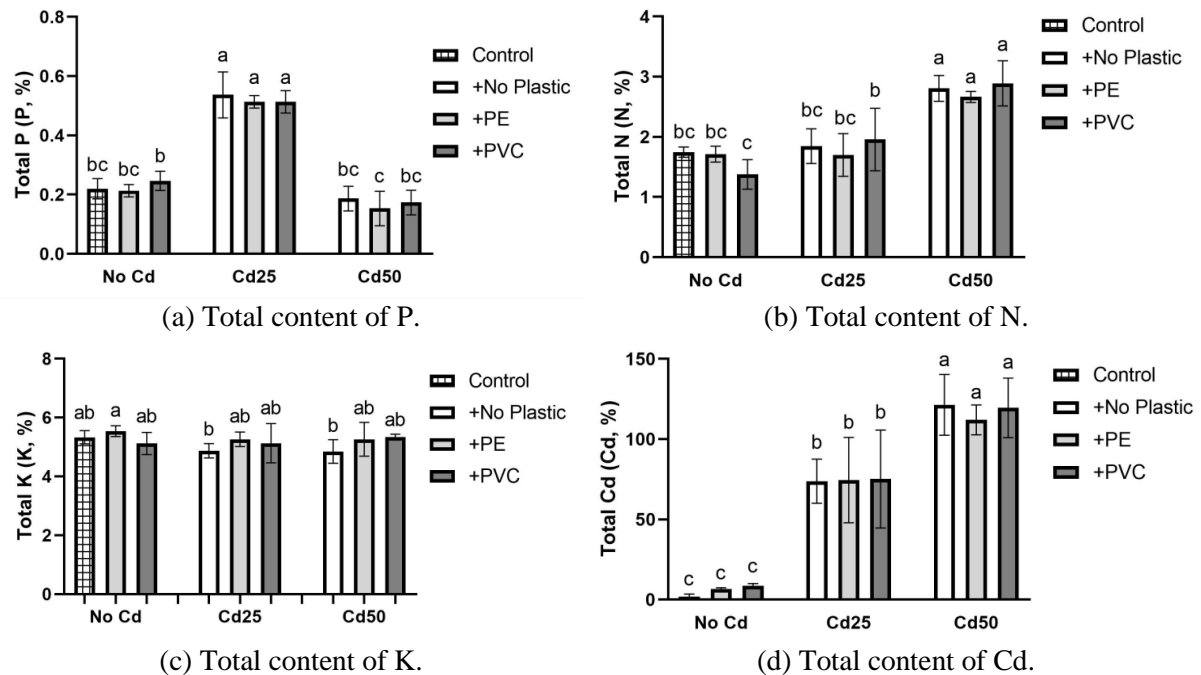 Total P (P, %)
0.8
0.6
0.4
0.2
0.0
bc
bc
b
a
a
a
bc
c
bc
No Cd
Cd25
Cd50
Control
+No Plastic
+PE
+PVC
(a) Total content of P.
Total N (N, %)
4
3
2
1
0
bc
bc
c
bc
bc
b
a
a
a
No Cd
Cd25
Cd50
Control
+No Plastic
+PE
+PVC
(b) Total content of N.
Total K (K, %)
8
6
4
2
0
ab
a
ab
b
ab
ab
b
ab
ab
No Cd
Cd25
Cd50
Control
+No Plastic
+PE
+PVC
(c) Total content of K.
Total Cd (Cd, %)
150
100
50
0
c
c
c
b
b
b
a
a
a
No Cd
Cd25
Cd50
Control
+No Plastic
+PE
+PVC
(d) Total content of Cd.